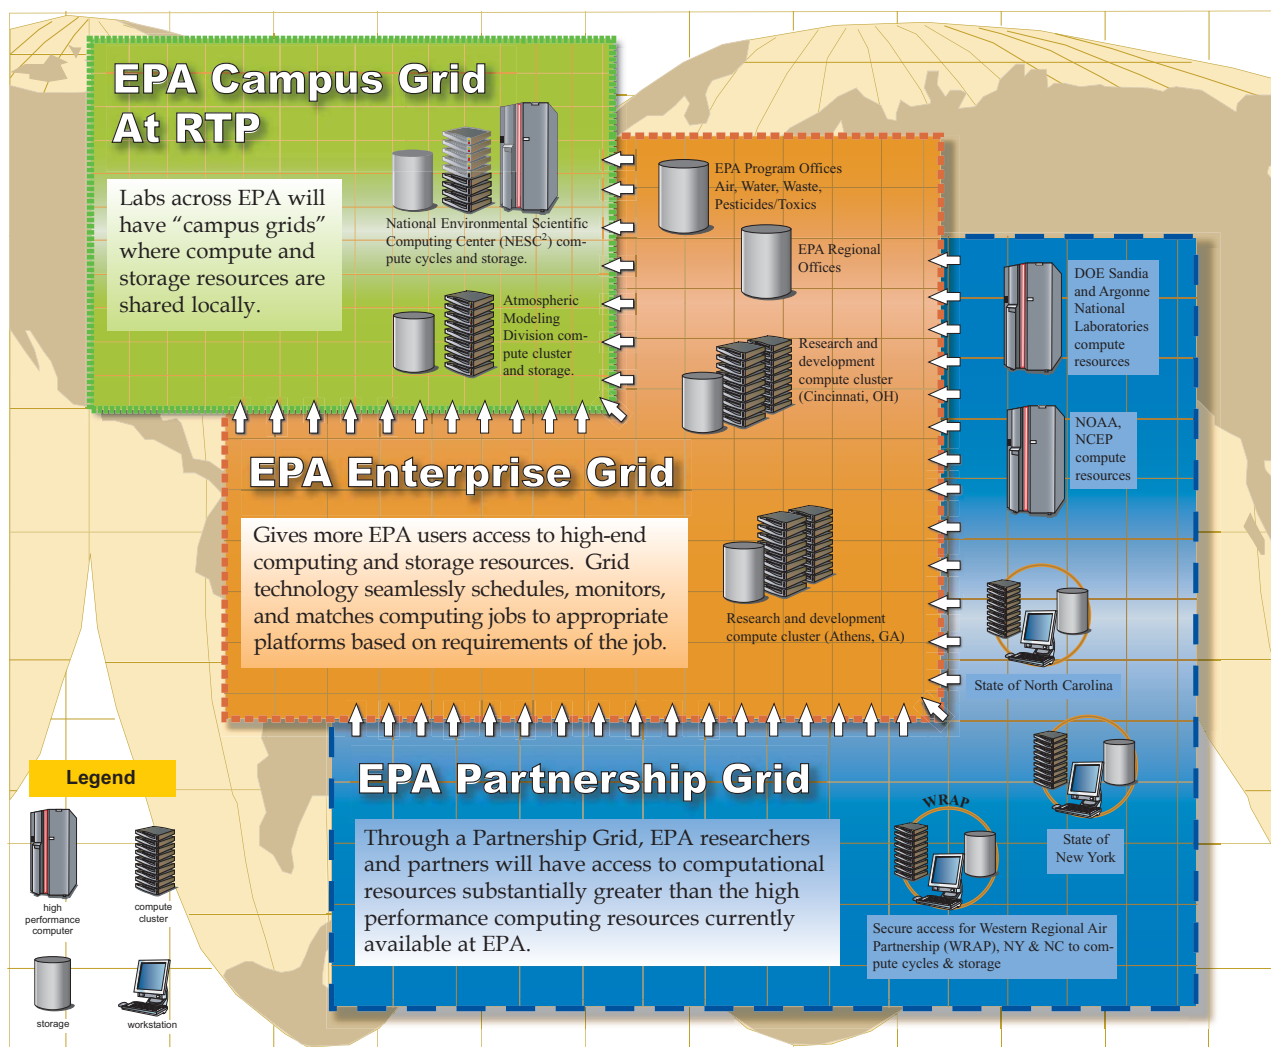 EPA Campus Grid
At RTP
Labs across EPA will
have “campus grids”
where compute and
storage resources are
shared locally.
National Environmental Scientific
Computing Center (NESC²) com-
pute cycles and storage.
Atmospheric
Modeling
Division com-
pute cluster
and storage.
EPA Program Offices
Air, Water, Waste,
Pesticides/Toxics
EPA Regional
Offices
Research and
development
compute cluster
(Cincinnati, OH)
EPA Enterprise Grid
Gives more EPA users access to high-end
computing and storage resources.  Grid
technology seamlessly schedules, monitors,
and matches computing jobs to appropriate
platforms based on requirements of the job.
Research and development
compute cluster (Athens, GA)
DOE Sandia
and Argonne
National
Laboratories
compute
resources
NOAA,
NCEP
compute
resources
State of North Carolina
State of
New York
EPA Partnership Grid
Through a Partnership Grid, EPA researchers
and partners will have access to computational
resources substantially greater than the high
performance computing resources currently
available at EPA.
WRAP
Secure access for Western Regional Air
Partnership (WRAP), NY & NC to com-
pute cycles & storage
Legend
high
performance
computer
compute
cluster
storage
workstation